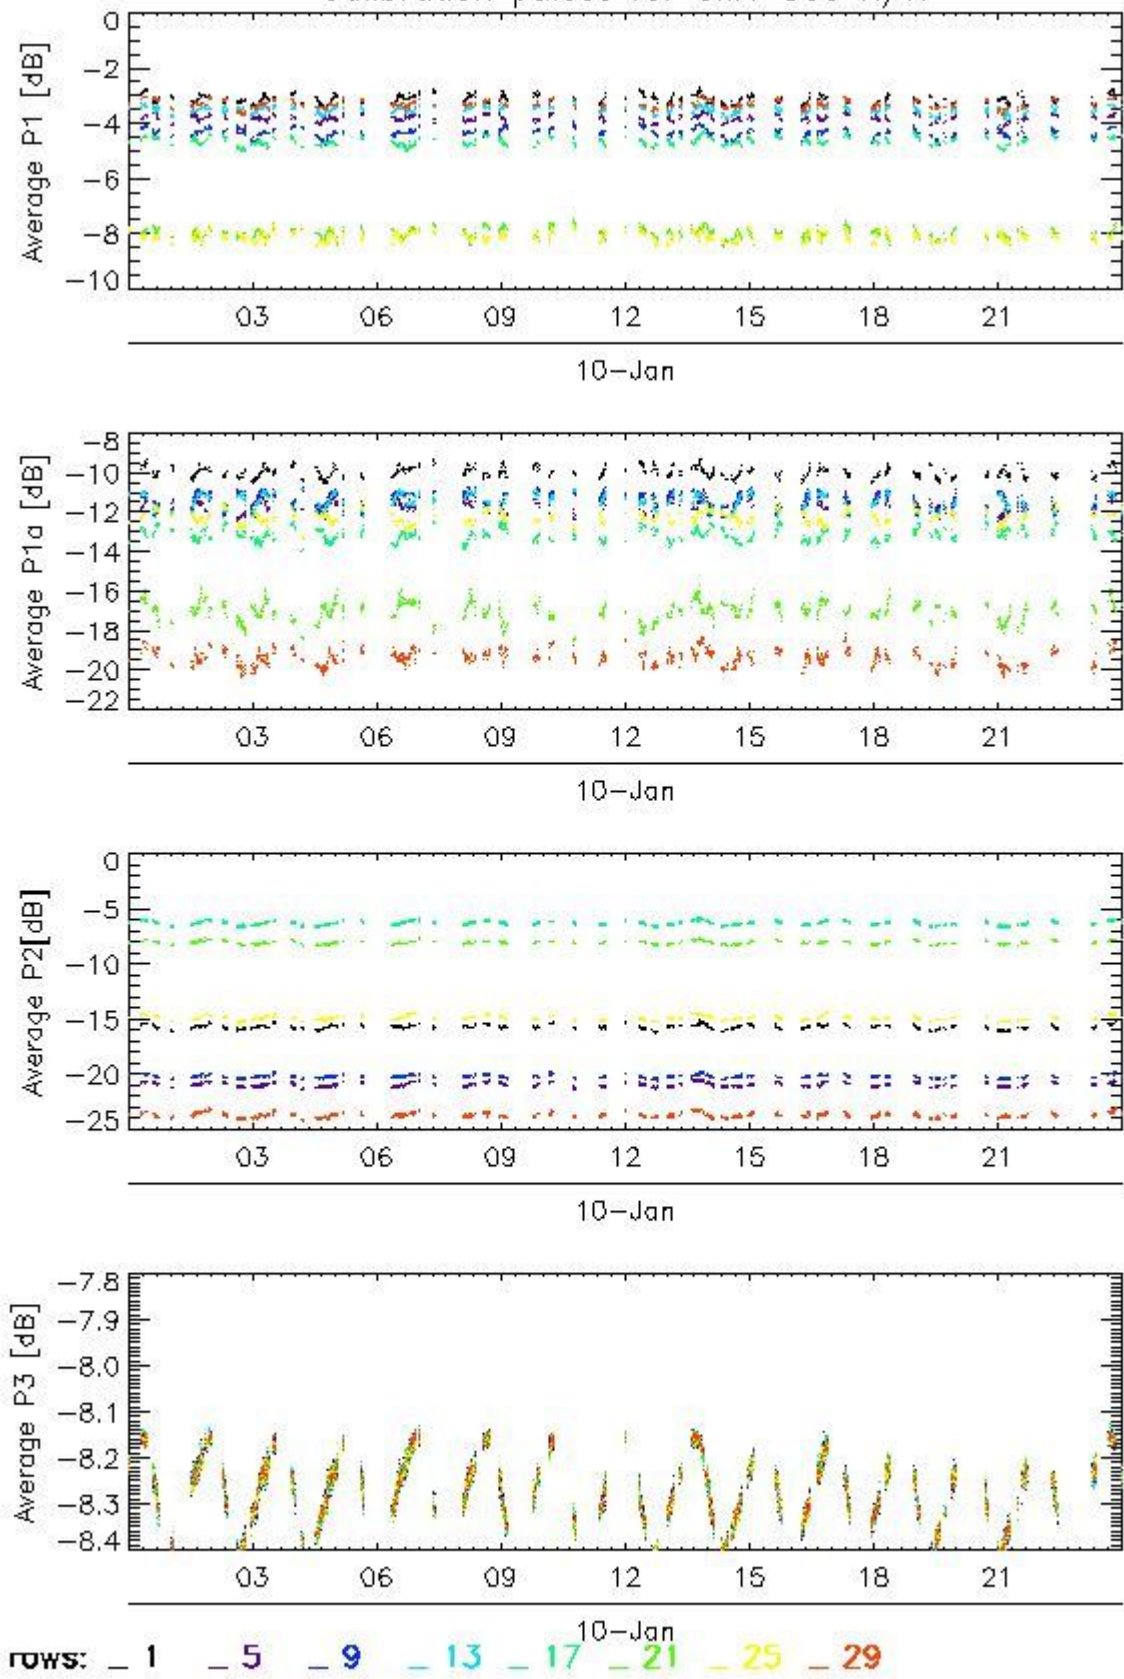 Average P1 [dB]
0
-2
-4
-6
-8
-10
03 06 09 12 15 18 21
10-Jan
Average P1a [dB]
-8
-10
-12
-14
-16
-18
-20
-22
03 06 09 12 15 18 21
10-Jan
Average P2[dB]
0
-5
-10
-15
-20
-25
03 06 09 12 15 18 21
10-Jan
Average P3 [dB]
-7.8
-7.9
-8.0
-8.1
-8.2
-8.3
-8.4
03 06 09 12 15 18 21
10-Jan
rows: _ 1 _ 5 _ 9 _ 13 _ 17 _ 21 _ 25 _ 29